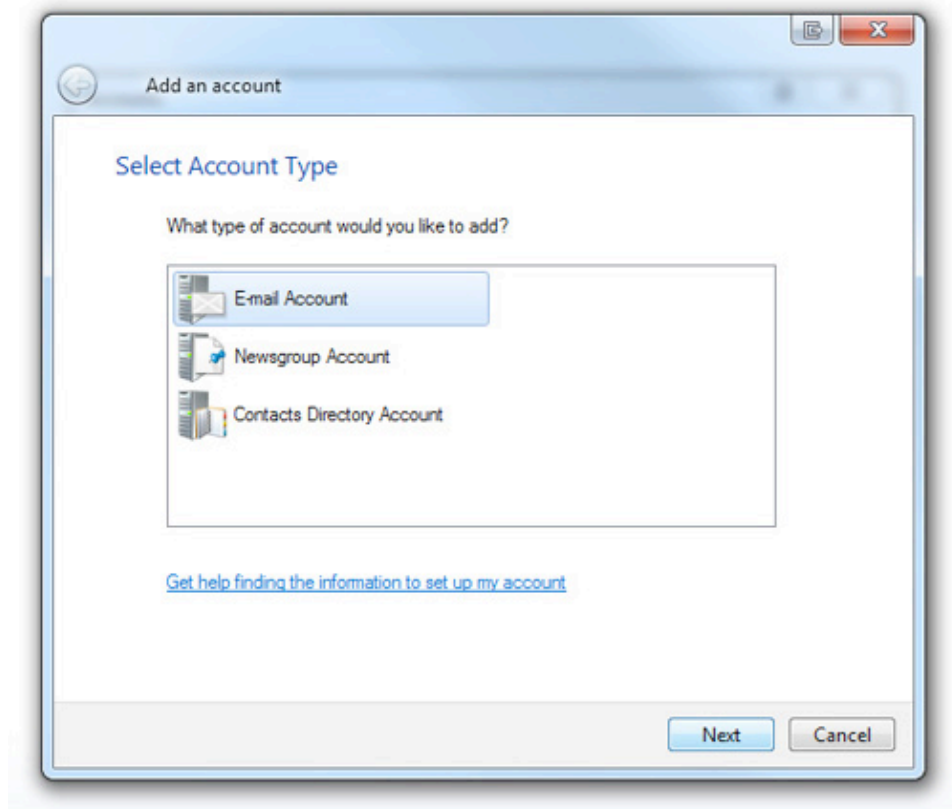 Add an account
Select Account Type
What type of account would you like to add?
E-mail Account
Newsgroup Account
Contacts Directory Account
Get help finding the information to set up my account
Next
Cancel